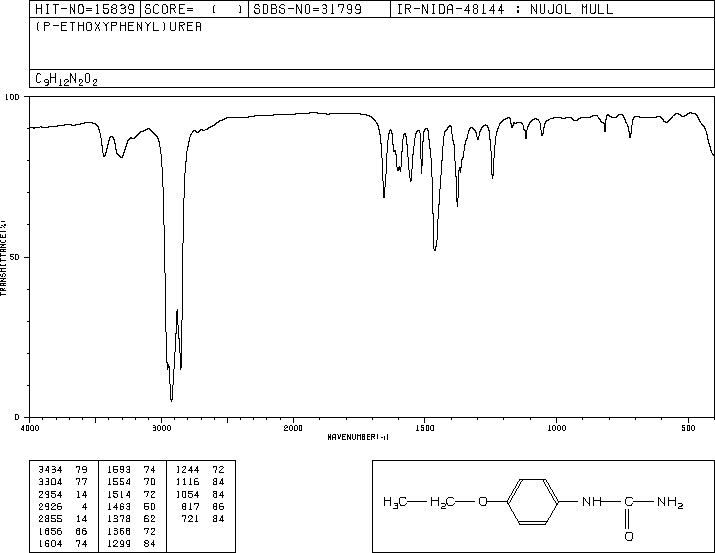 HIT-NO=15839 SCORE= ( ) SDBS-NO=31799 IR-NIDA-48144 : NUJOL MULL
(P-ETHOXYPHENYL)UREA
C9H12N2O2
100
50
0
TRANSMITTANCE(%)
4000 3000 2000 1500 1000 500
WAVENUMBER(-1)
3434 79 1593 74 1244 72
3304 77 1554 70 1116 84
2954 14 1514 72 1054 84
2926 4 1463 50 817 86
2855 14 1378 62 721 84
1656 66 1368 72
1604 74 1299 84
H3C H2C O NH C NH2
O